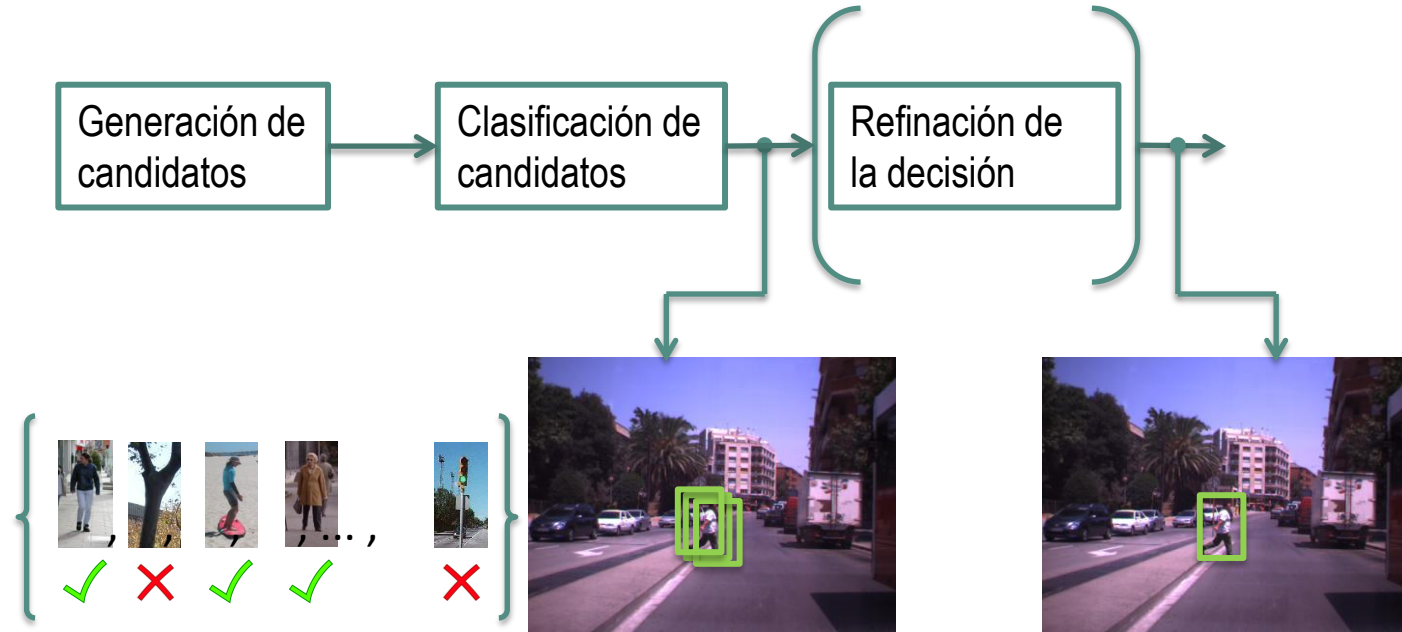 Generación de
candidatos
Clasificación de
candidatos
Refinación de
la decisión
, , , , ... ,